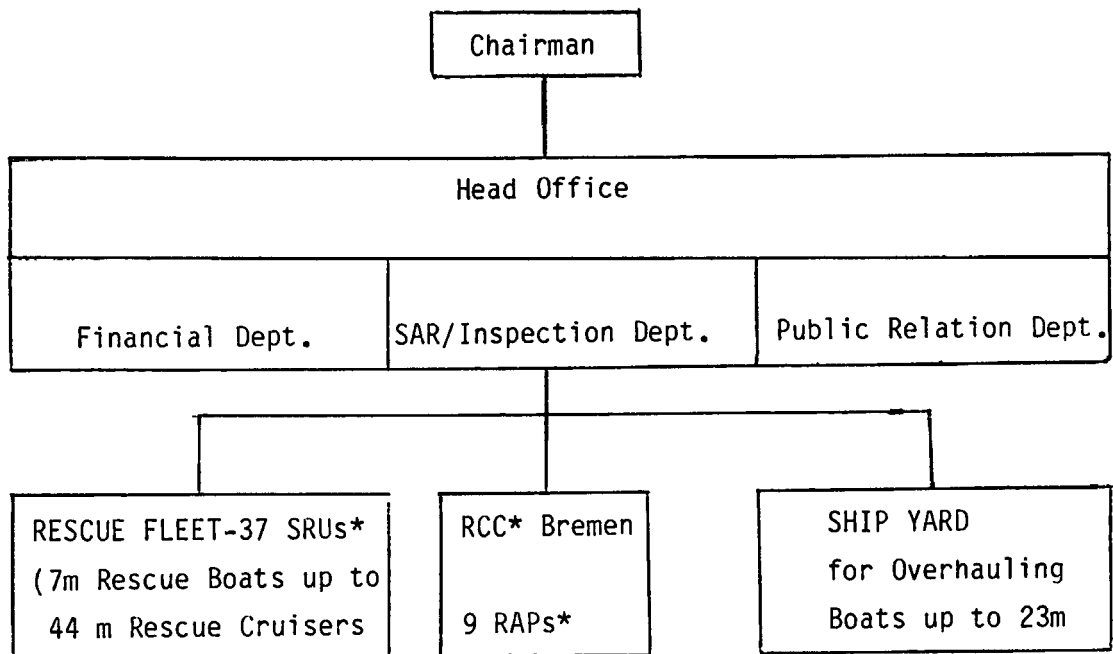 Chairman
Head Office
Financial Dept.
SAR/Inspection Dept.
Public Relation Dept.
RESCUE FLEET-37 SRUs*
(7m Rescue Boats up to
44 m Rescue Cruisers
RCC* Bremen
9 RAPs*
SHIP YARD
for Overhauling
Boats up to 23m